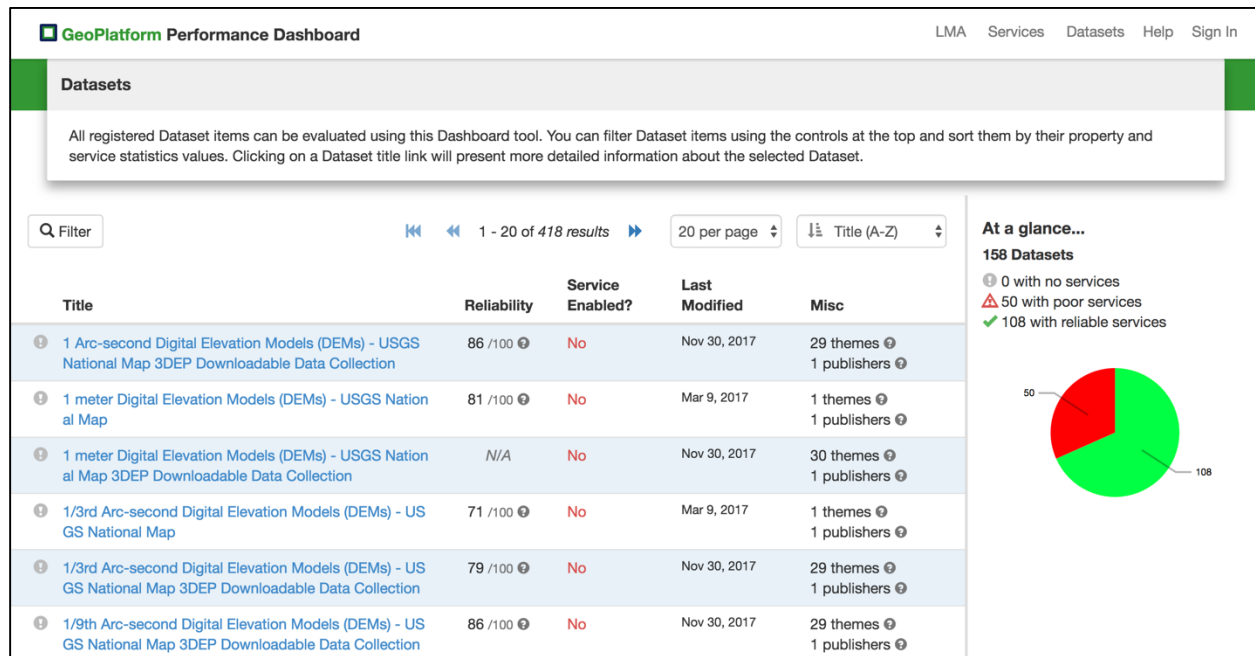 GeoPlatform Performance Dashboard
LMA Services Datasets Help Sign In
Datasets
All registered Dataset items can be evaluated using this Dashboard tool. You can filter Dataset items using the controls at the top and sort them by their property and
service statistics values. Clicking on a Dataset title link will present more detailed information about the selected Dataset.
Filter
1 - 20 of 418 results
20 per page
Title (A-Z)
Title Reliability Service Enabled? Last Modified Misc
1 Arc-second Digital Elevation Models (DEMs) - USGS
National Map 3DEP Downloadable Data Collection
86 /100 No Nov 30, 2017 29 themes
1 publishers
1 meter Digital Elevation Models (DEMs) - USGS Nation
al Map
81 /100 No Mar 9, 2017 1 themes
1 publishers
1 meter Digital Elevation Models (DEMs) - USGS Nation
al Map 3DEP Downloadable Data Collection
N/A No Nov 30, 2017 30 themes
1 publishers
1/3rd Arc-second Digital Elevation Models (DEMs) - US
GS National Map
71 /100 No Mar 9, 2017 1 themes
1 publishers
1/3rd Arc-second Digital Elevation Models (DEMs) - US
GS National Map 3DEP Downloadable Data Collection
79 /100 No Nov 30, 2017 29 themes
1 publishers
1/9th Arc-second Digital Elevation Models (DEMs) - US
GS National Map 3DEP Downloadable Data Collection
86 /100 No Nov 30, 2017 29 themes
1 publishers
At a glance...
158 Datasets
0 with no services
50 with poor services
108 with reliable services
50
108